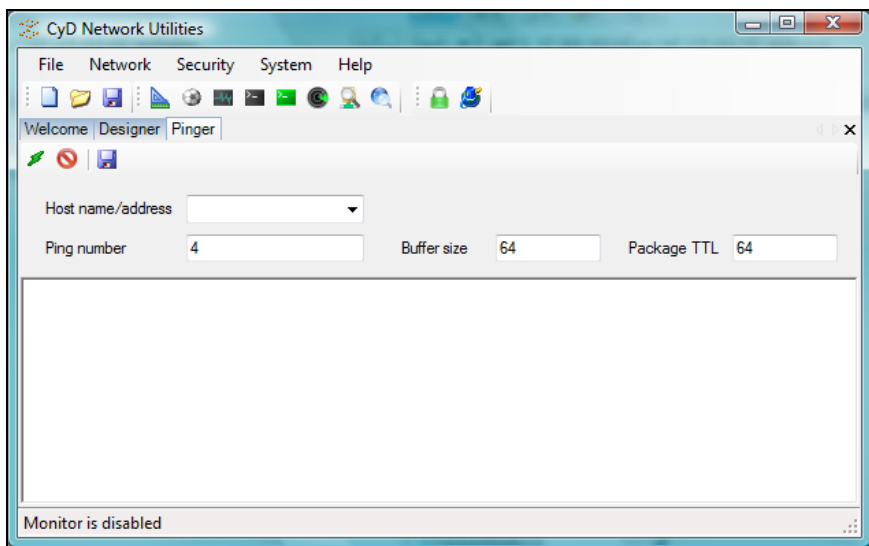 CyD Network Utilities
File Network Security System Help
Welcome Designer Pinger
Host name/address
Ping number 4 Buffer size 64 Package TTL 64
Monitor is disabled